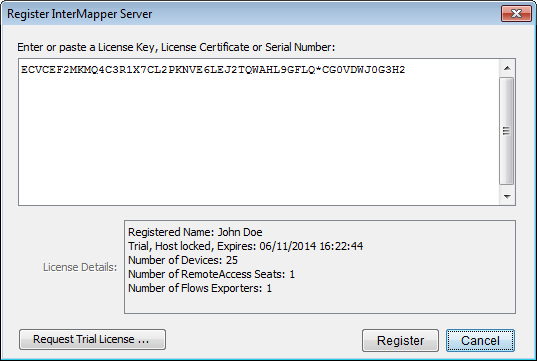 Register InterMapper Server
Enter or paste a License Key, License Certificate or Serial Number:
ECVCEF2MKMQ4C3R1X7CL2PKNVE6LEJ2TQWAHL9GFLQ*CG0VDWJ0G3H2
License Details:
Registered Name: John Doe
Trial, Host locked, Expires: 06/11/2014 16:22:44
Number of Devices: 25
Number of RemoteAccess Seats: 1
Number of Flows Exporters: 1
Request Trial License ...
Register
Cancel